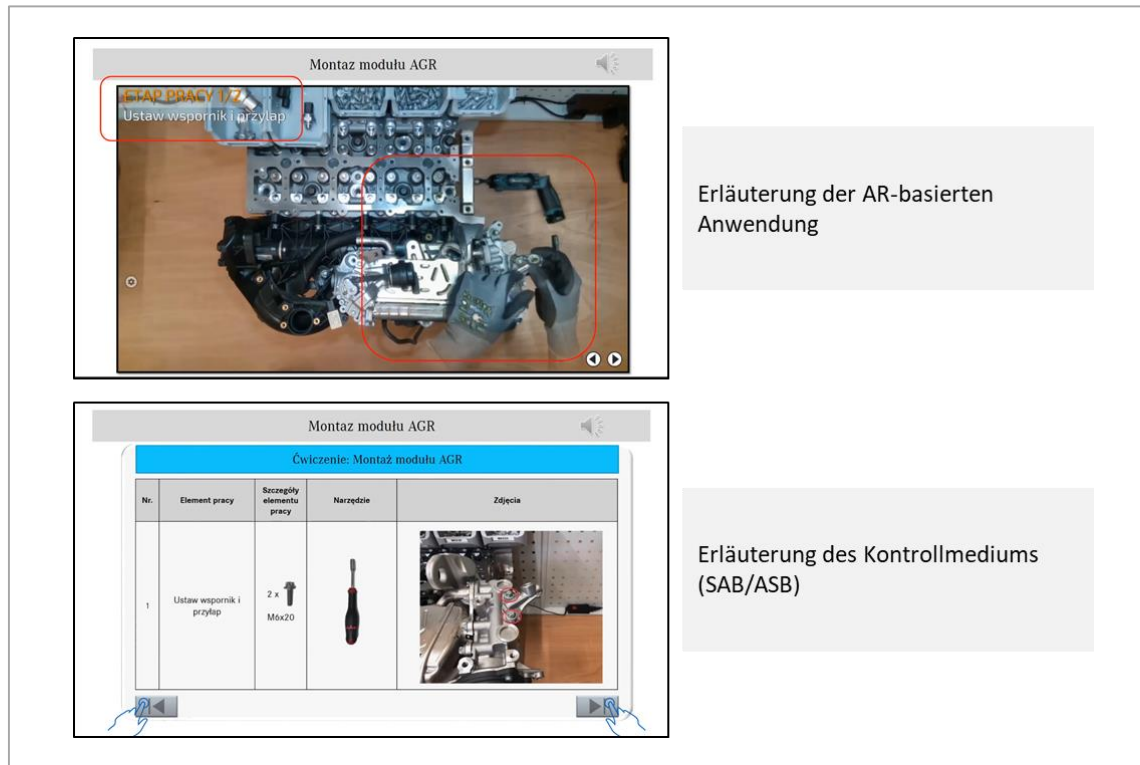 Montaz modułu AGR
ETAP PRACY 1/7
Ustaw wspornik i przyłap
Erläuterung der AR-basierten
Anwendung
Montaz modułu AGR
Ćwiczenie: Montaż modułu AGR
Nr.
Element pracy
Szczegóły
elementu
pracy
Narzędzie
Zdjęcia
1
Ustaw wspornik i
przyłap
2 x
M6x20
Erläuterung des Kontrollmediums
(SAB/ASB)